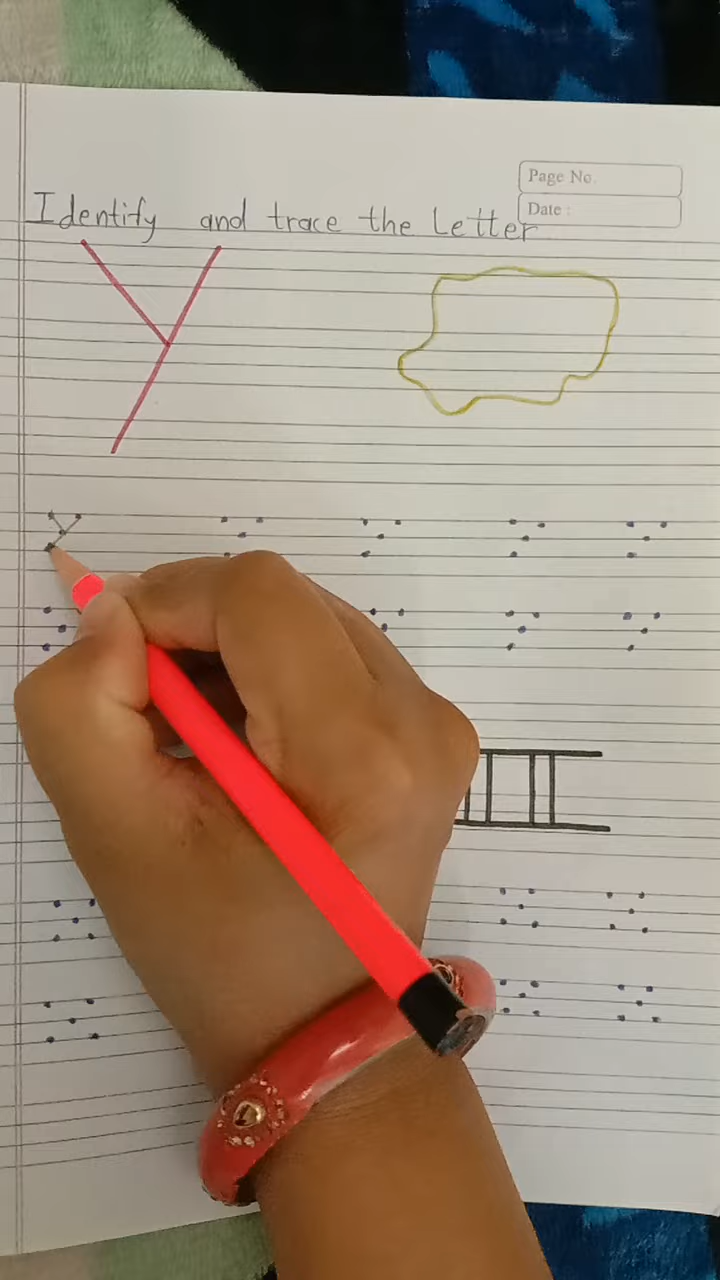 Page No.
Date :
Identify and trace the Letter
y
y